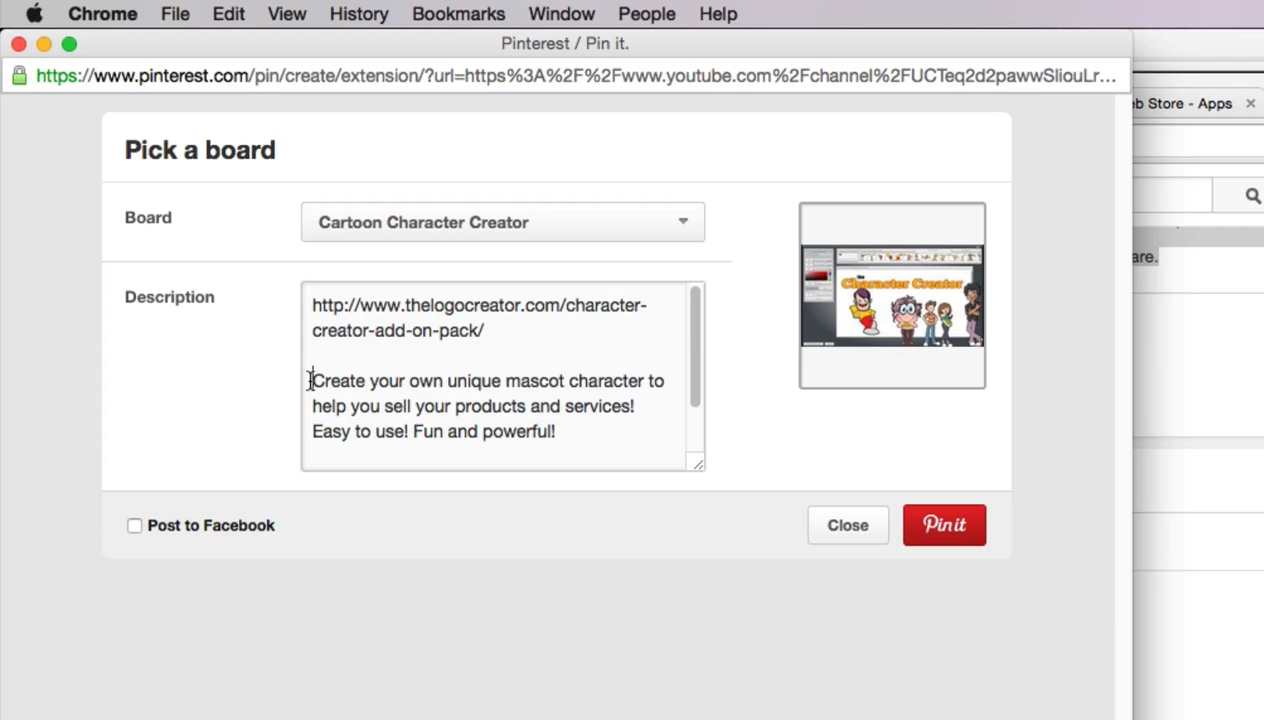 Chrome File Edit View History Bookmarks Window People Help
Pinterest / Pin it.
https://www.pinterest.com/pin/create/extension/?url=https%3A%2F%2Fwww.youtube.com%2Fchannel%2FUCTeq2d2pawwSliouLr...
b Store - Apps ×
Pick a board
Board
Cartoon Character Creator
are.
the
Character Creator
Description
http://www.thelogocreator.com/character-
creator-add-on-pack/
Create your own unique mascot character to
help you sell your products and services!
Easy to use! Fun and powerful!
Post to Facebook
Close
Pin it